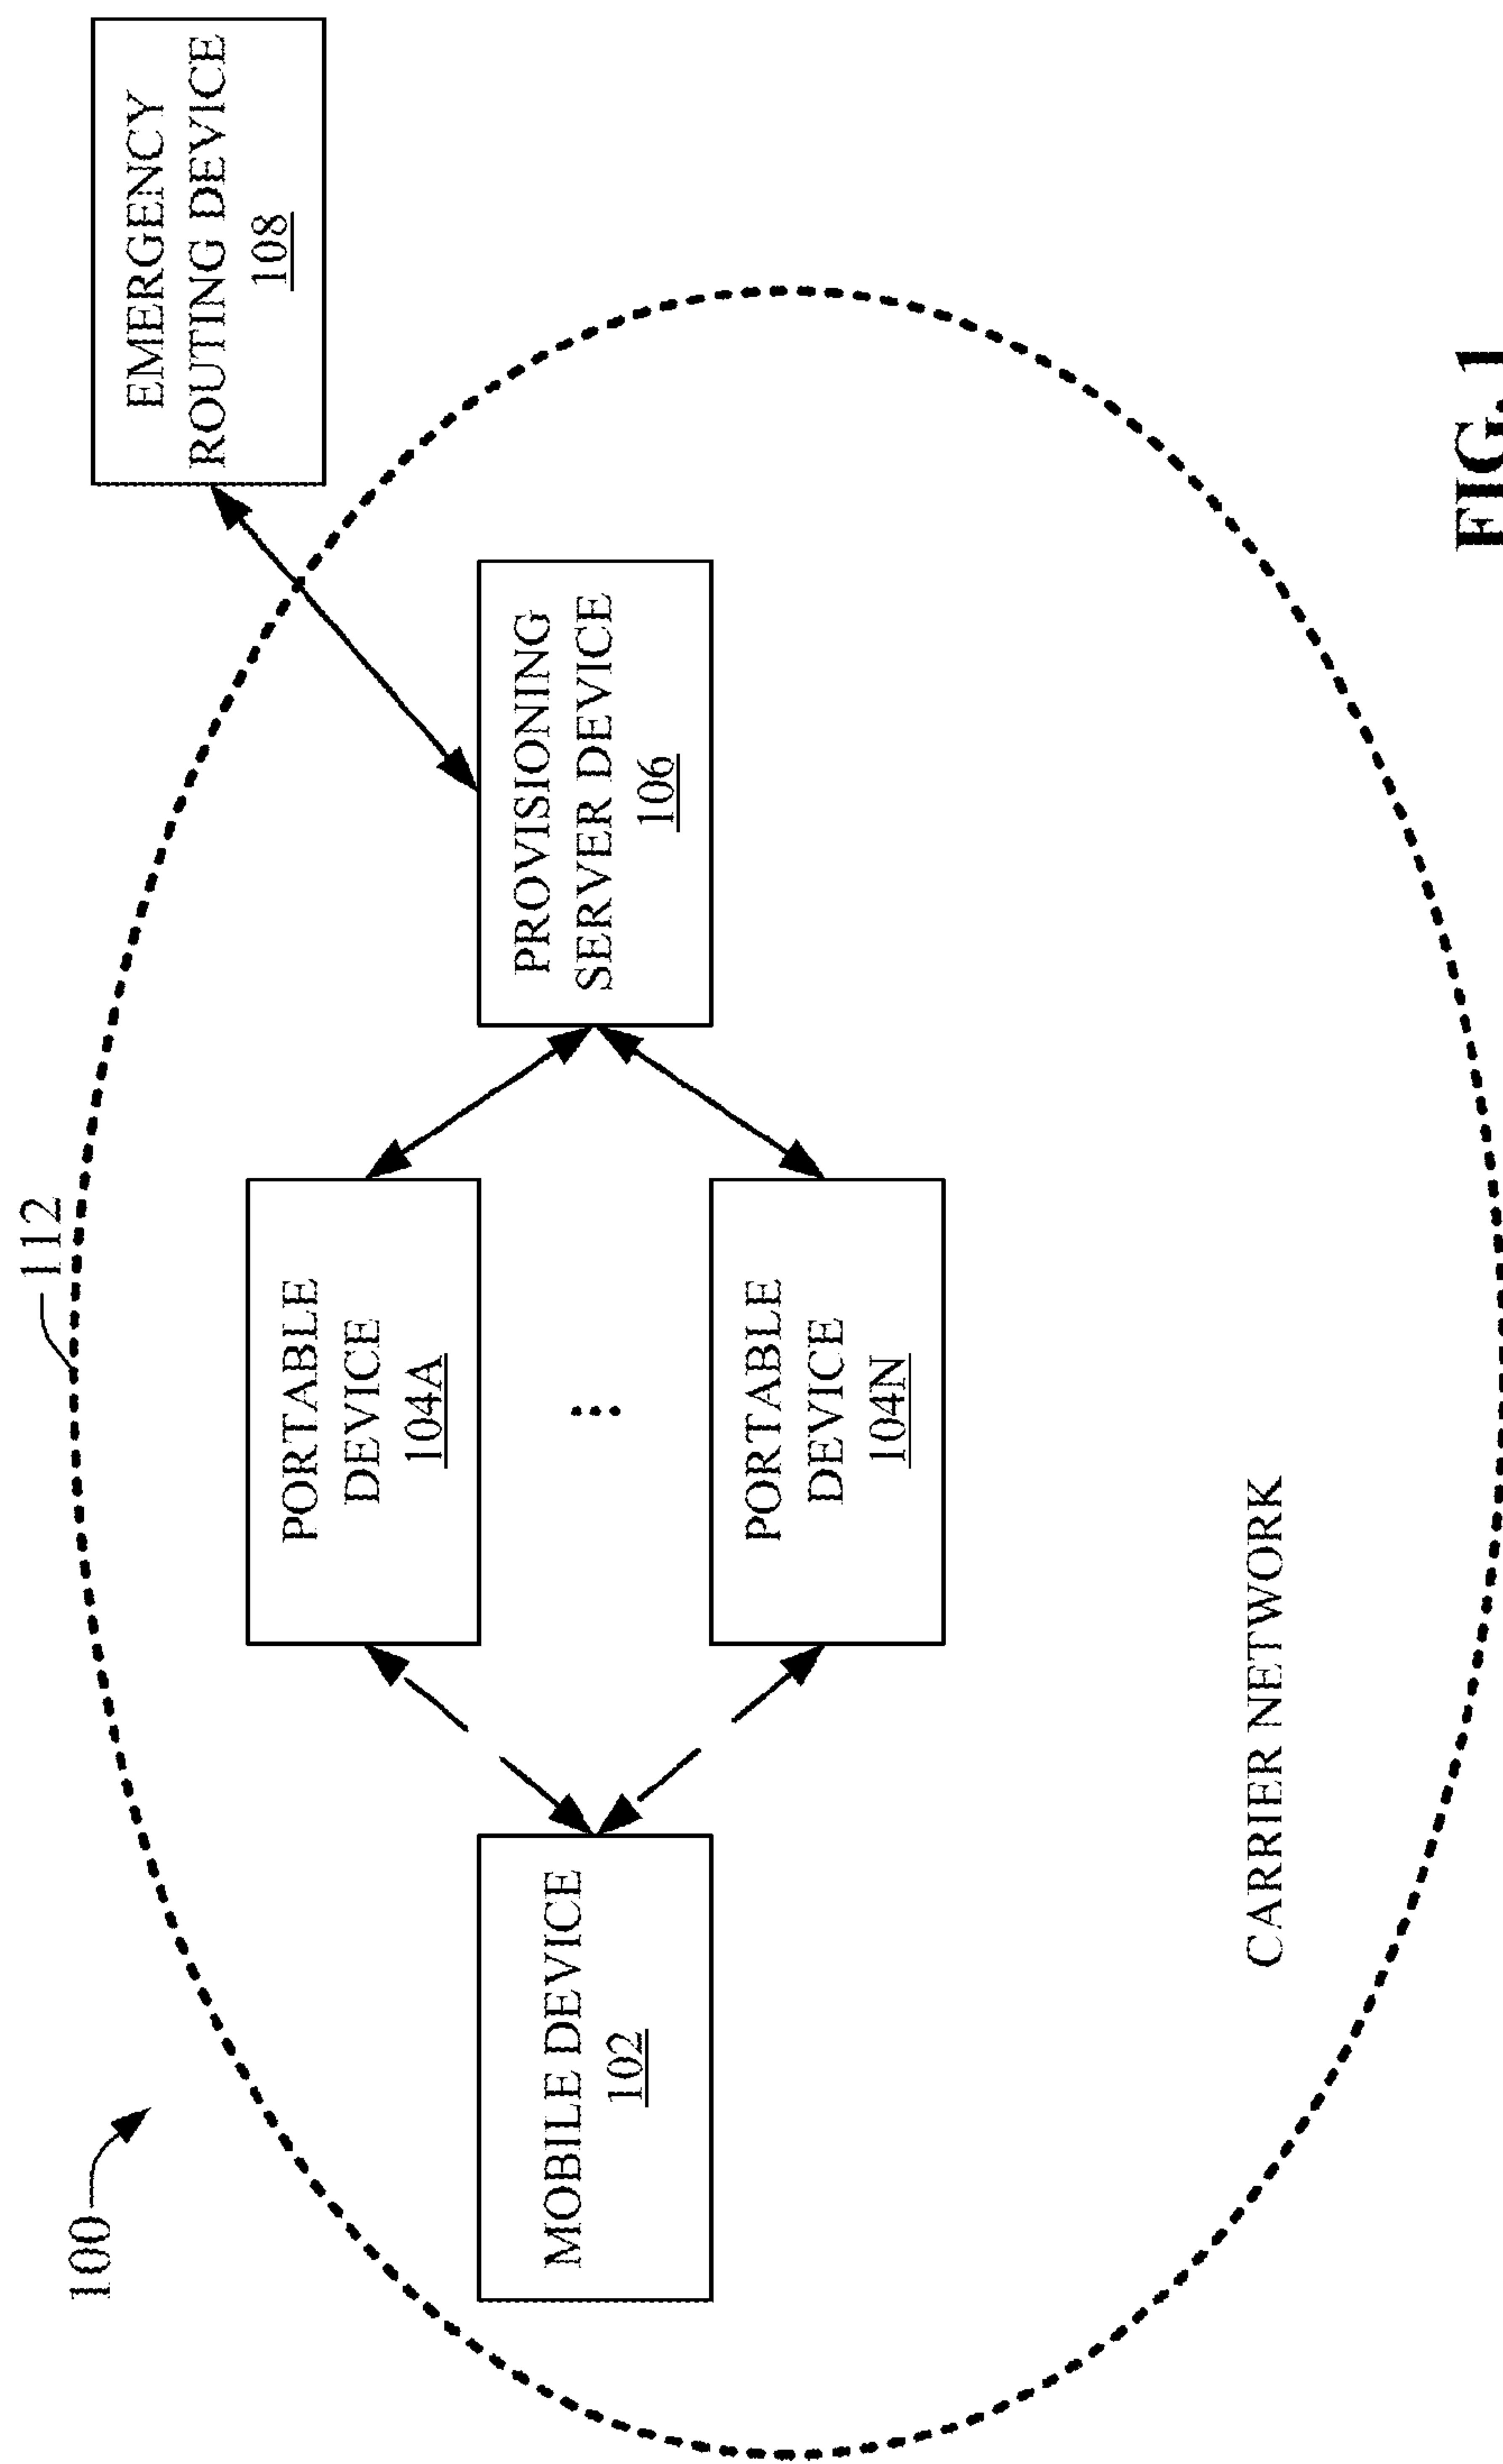 100
112
EMERGENCY
ROUTING DEVICE
108
PORTABLE
DEVICE
104A
PROVISIONING
SERVER DEVICE
106
MOBILE DEVICE
102
PORTABLE
DEVICE
104N
CARRIER NETWORK
FIG. 1